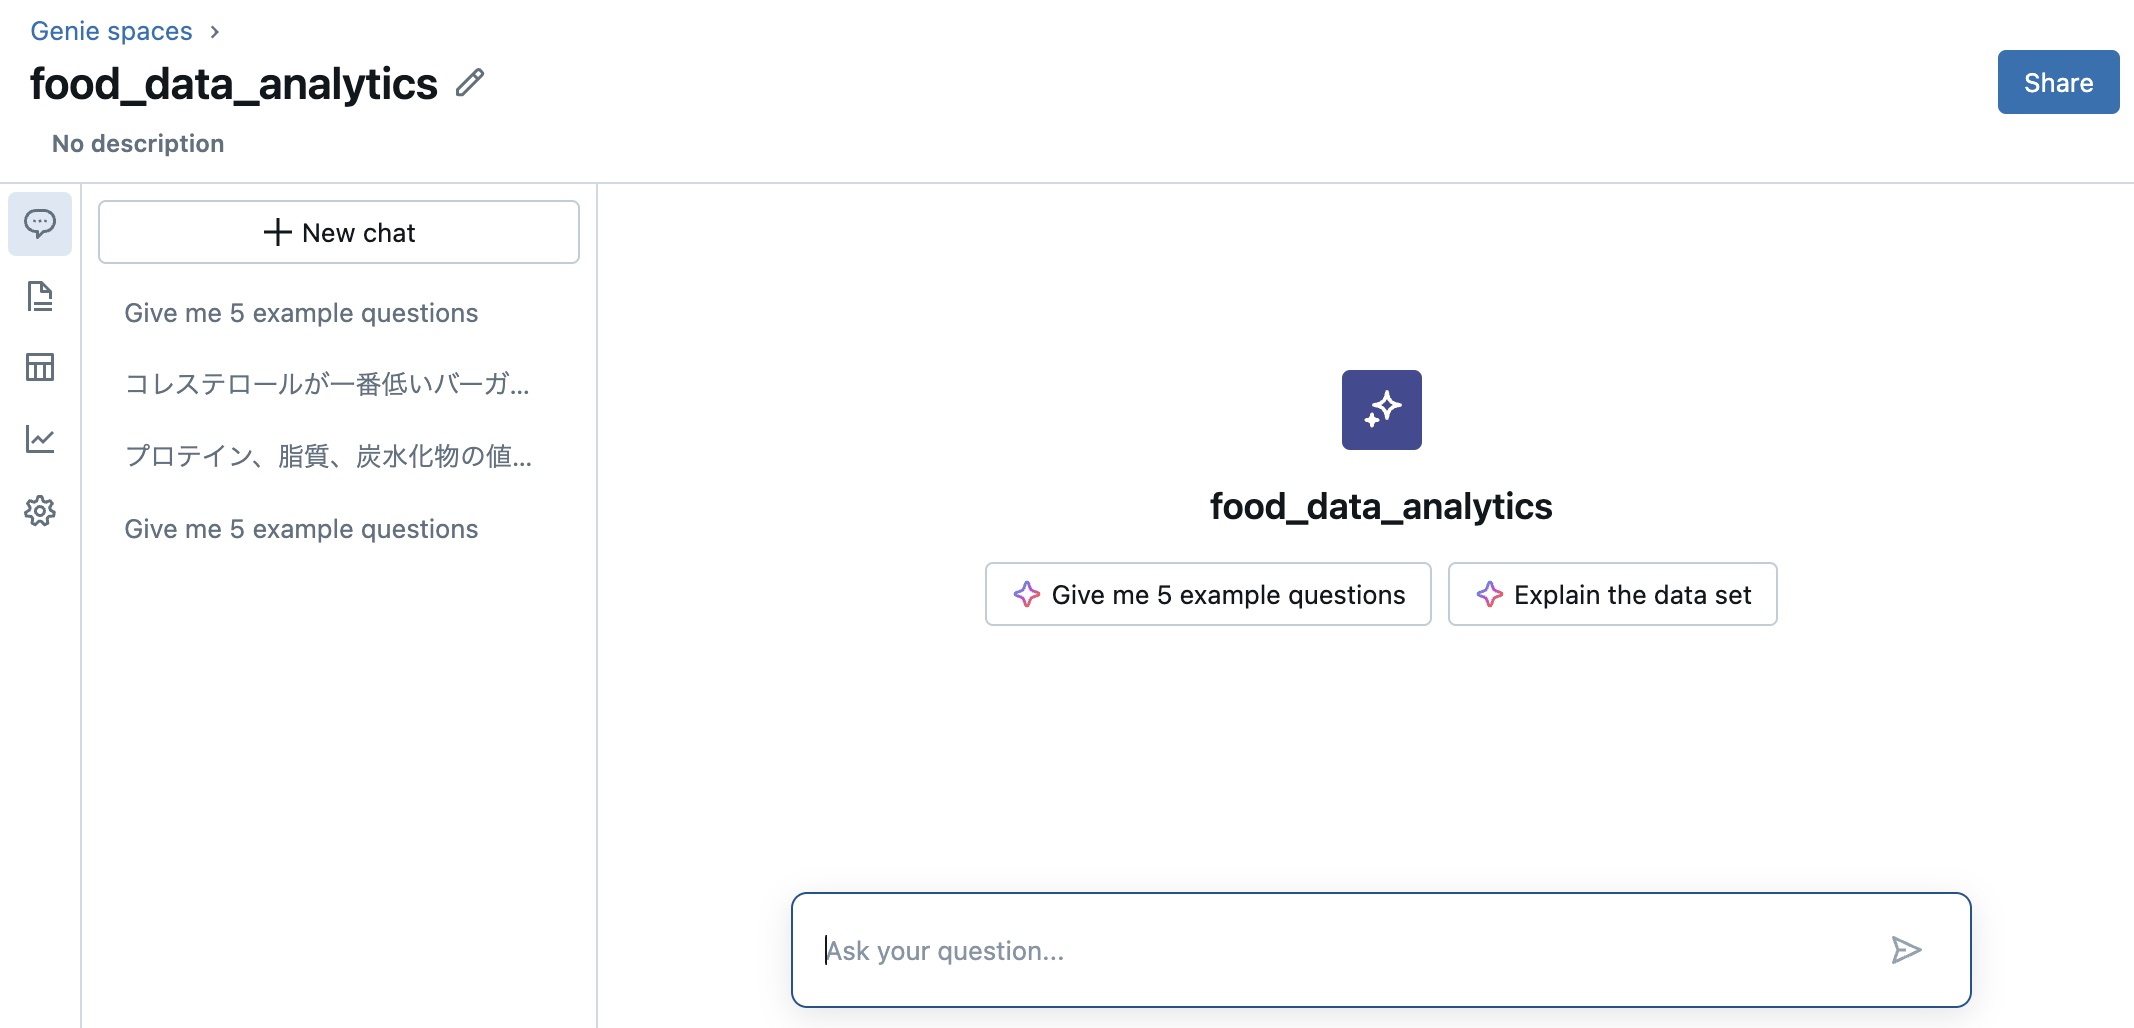 Genie spaces
food_data_analytics
Share
No description
New chat
Give me 5 example questions
コレステロールが一番低いバーガ...
プロテイン、脂質、炭水化物の値...
Give me 5 example questions
food_data_analytics
Give me 5 example questions
Explain the data set
Ask your question...